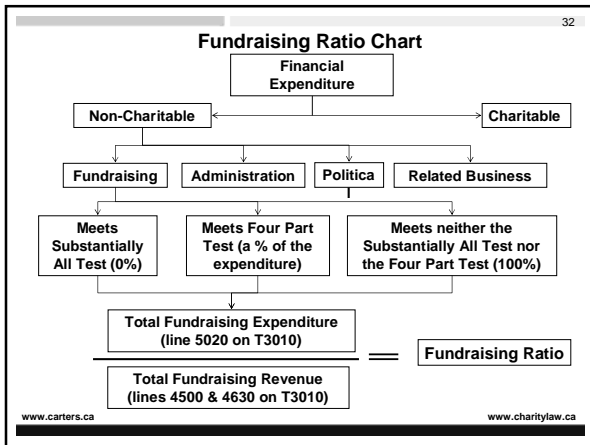 32
Fundraising Ratio Chart
Financial
Expenditure
Non-Charitable
Charitable
Fundraising
Administration
Politica
l
Related Business
Meets
Substantially
All Test (0%)
Meets Four Part
Test (a % of the
expenditure)
Meets neither the
Substantially All Test nor
the Four Part Test (100%)
Total Fundraising Expenditure
(line 5020 on T3010)
Total Fundraising Revenue
(lines 4500 & 4630 on T3010)
=
Fundraising Ratio
www.carters.ca
www.charitylaw.ca